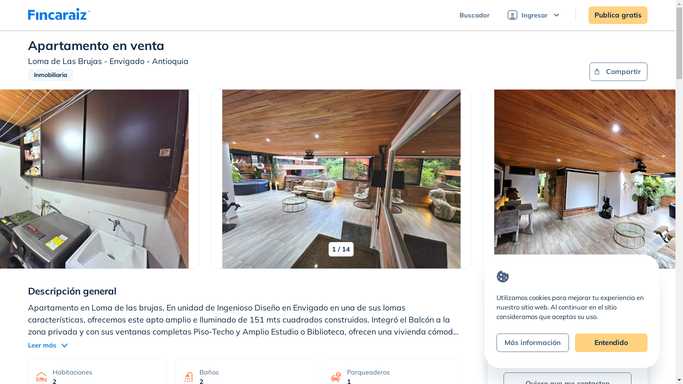 Fincaraiz
Buscador
Ingresar
Publica gratis
Apartamento en venta
Loma de Las Brujas - Envigado - Antioquia
Inmobiliaria
Compartir
1 / 14
Descripción general
Apartamento en Loma de las brujas, En unidad de Ingenioso Diseño en Envigado en una de sus lomas
características, ofrecemos este apto amplio e Iluminado de 151 mts cuadrados construidos. Integró el Balcón a
la zona privada y con sus ventanas completas Piso-Techo y Amplio Estudio o Biblioteca, ofrecen una vivienda cómod...
Leer más
Habitaciones
2
Baños
2
Parqueaderos
1
Utilizamos cookies para mejorar tu experiencia en
nuestro sitio web. Al continuar en el sitio
consideramos que aceptas su uso.
Más información
Entendido
Quiero que me contacten